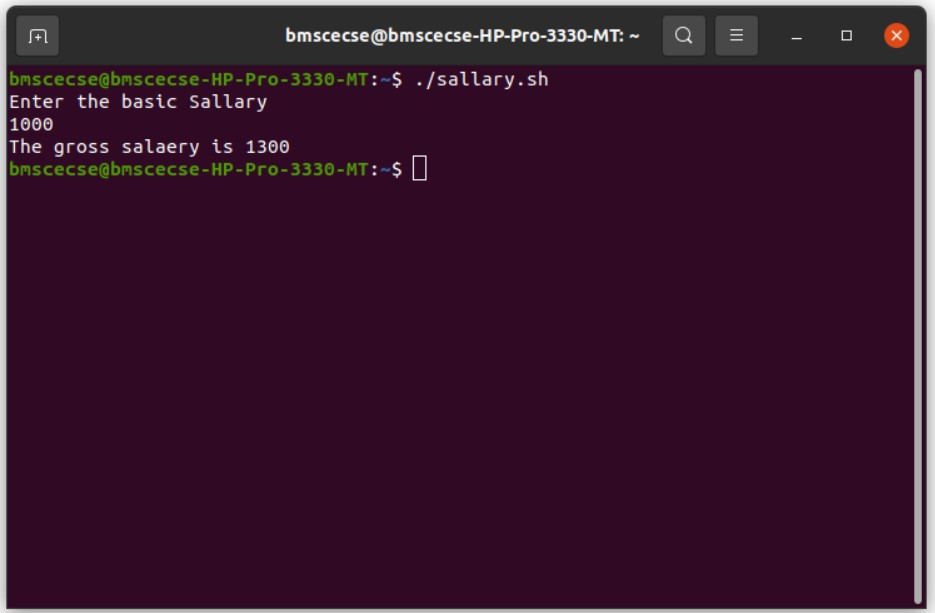 bmscecse@bmscecse-HP-Pro-3330-MT: ~
bmscecse@bmscecse-HP-Pro-3330-MT:~$ ./sallary.sh
Enter the basic Sallary
1000
The gross salaery is 1300
bmscecse@bmscecse-HP-Pro-3330-MT:~$